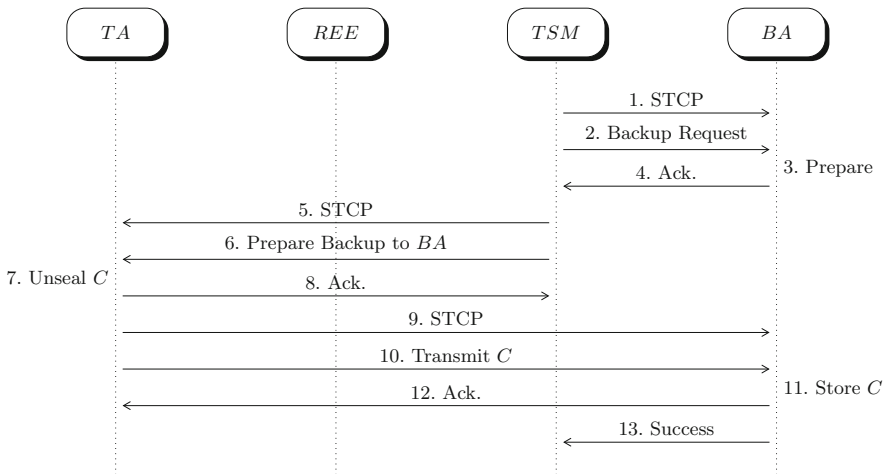 TA REE TSM BA
1. STCP
2. Backup Request
3. Prepare
4. Ack.
5. STCP
6. Prepare Backup to BA
7. Unseal C
8. Ack.
9. STCP
10. Transmit C
11. Store C
12. Ack.
13. Success